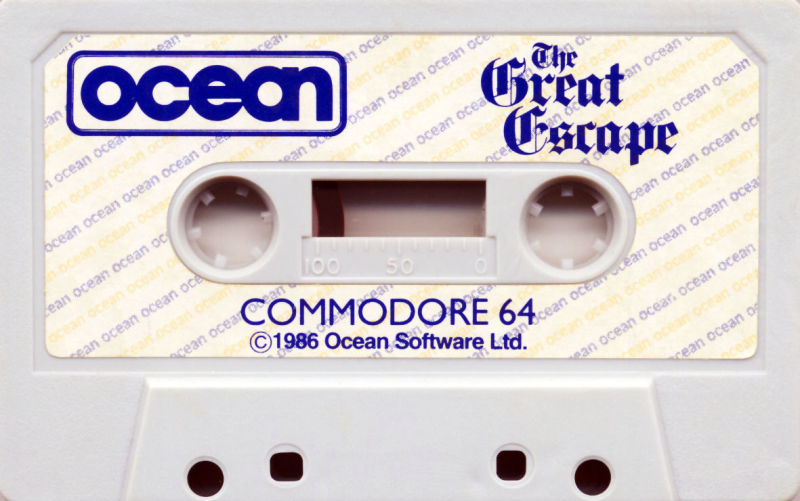 ocean
The
Great
Escape
100 50 0
COMMODORE 64
©1986 Ocean Software Ltd.